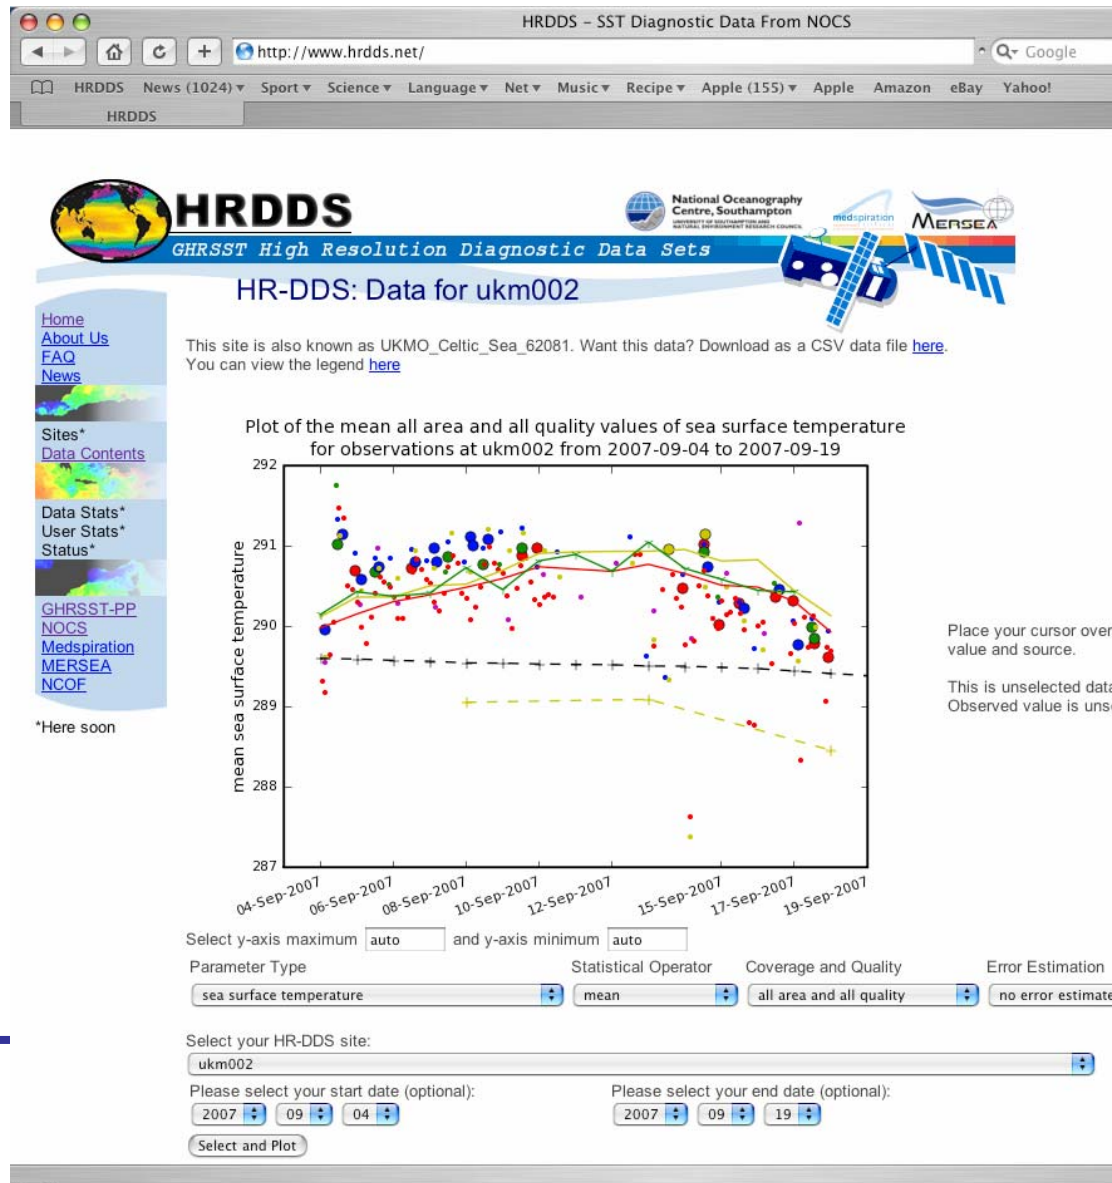 HRDDS – SST Diagnostic Data From NOCS
http://www.hrdds.net/
Google
HRDDS News (1024) Sport Science Language Net Music Recipe Apple (155) Apple Amazon eBay Yahoo!
HRDDS
HRDDS
GHRSST High Resolution Diagnostic Data Sets
National Oceanography
Centre, Southampton
UNIVERSITY OF SOUTHAMPTON AND
NATURAL ENVIRONMENT RESEARCH COUNCIL
medspiration
MERSEA
HR-DDS: Data for ukm002
Home
About Us
FAQ
News
Sites*
Data Contents
Data Stats*
User Stats*
Status*
GHRSST-PP
NOCS
Medspiration
MERSEA
NCOF
*Here soon
This site is also known as UKMO_Celtic_Sea_62081. Want this data? Download as a CSV data file here.
You can view the legend here
Plot of the mean all area and all quality values of sea surface temperature
for observations at ukm002 from 2007-09-04 to 2007-09-19
mean sea surface temperature
292
291
290
289
288
287
04-Sep-2007
06-Sep-2007
08-Sep-2007
10-Sep-2007
12-Sep-2007
15-Sep-2007
17-Sep-2007
19-Sep-2007
Place your cursor over
value and source.
This is unselected data
Observed value is unse
Select y-axis maximum auto and y-axis minimum auto
Parameter Type Statistical Operator Coverage and Quality Error Estimation
sea surface temperature mean all area and all quality no error estimate
Select your HR-DDS site:
ukm002
Please select your start date (optional): Please select your end date (optional):
2007 09 04 2007 09 19
Select and Plot